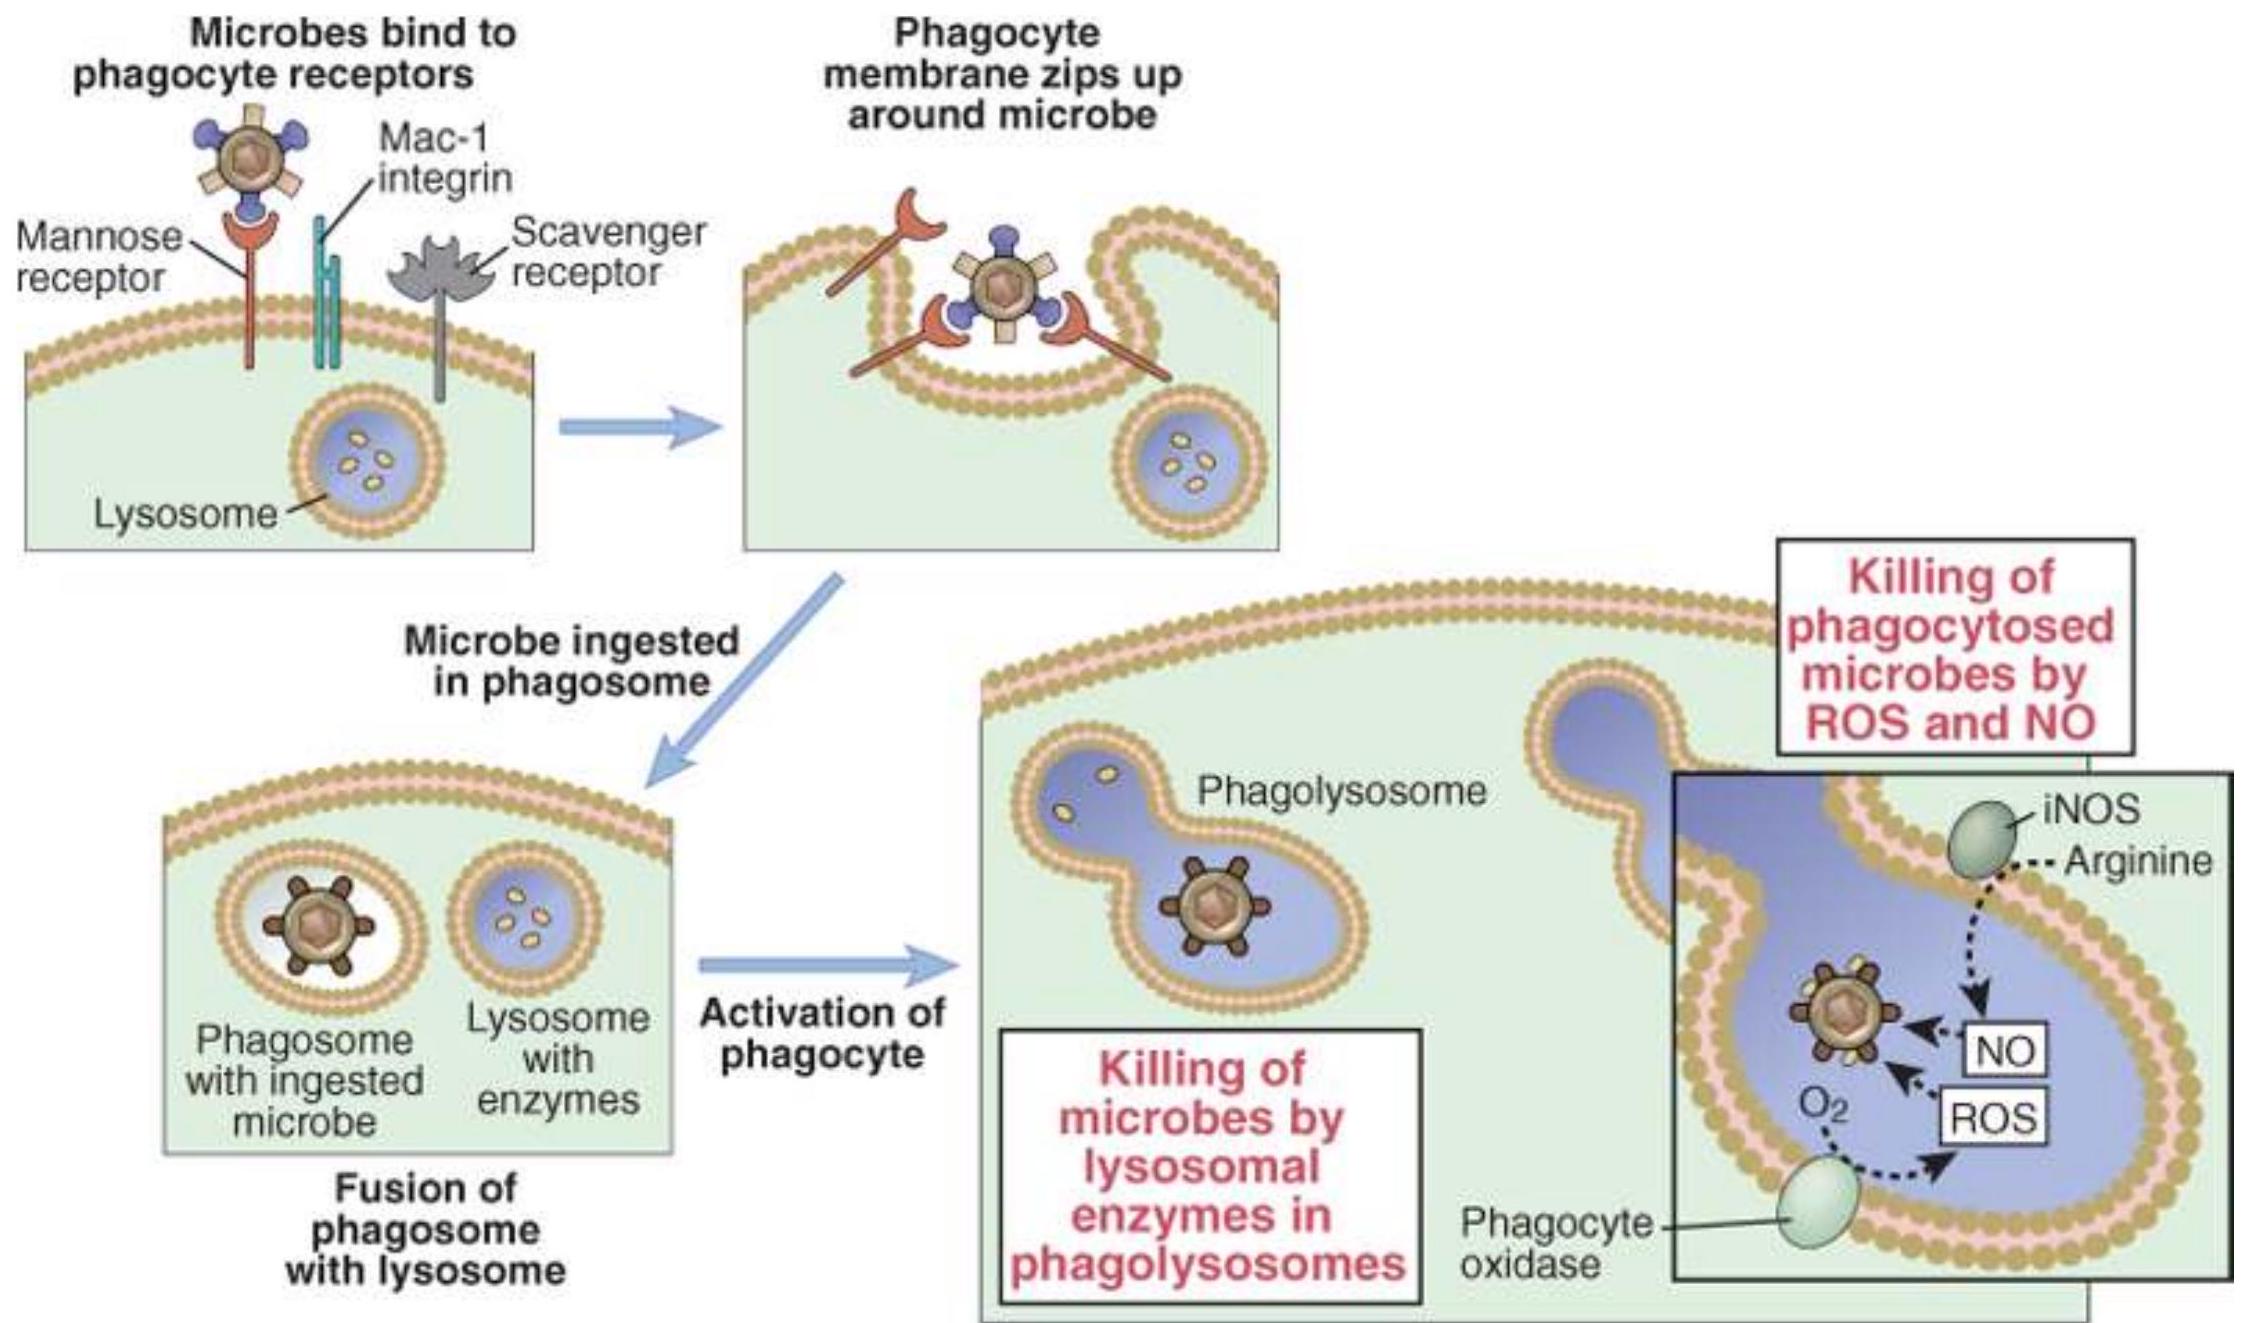 Microbes bind to
phagocyte receptors
Mac-1
integrin
Mannose
receptor
Scavenger
receptor
Lysosome
Phagocyte
membrane zips up
around microbe
Microbe ingested
in phagosome
Phagosome
with ingested
microbe
Lysosome
with
enzymes
Fusion of
phagosome
with lysosome
Activation of
phagocyte
Phagolysosome
Killing of
microbes by
lysosomal
enzymes in
phagolysosomes
Killing of
phagocytosed
microbes by
ROS and NO
iNOS
Arginine
NO
ROS
O₂
Phagocyte
oxidase